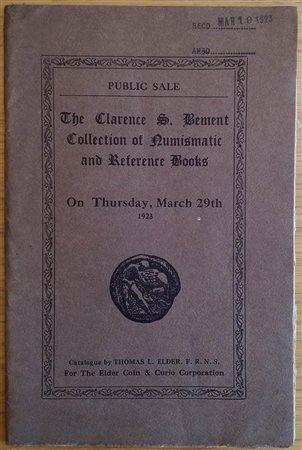 RECD MAR 10 1923
ANSD
PUBLIC SALE
The Clarence S. Bement
Collection of Numismatic
and Reference Books
On Thursday, March 29th
1923
Catalogue by THOMAS L. ELDER, F. R. N. S.
For The Elder Coin & Curio Corporation